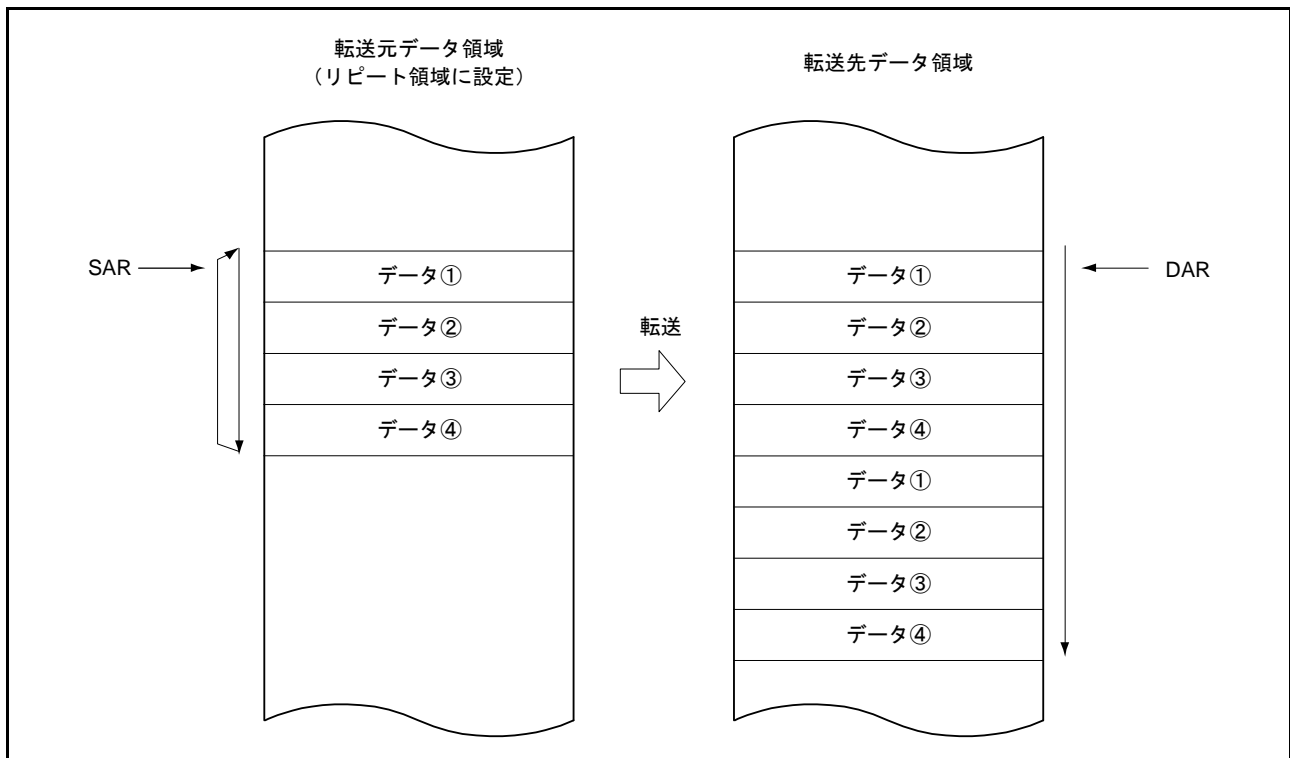 転送元データ領域
（リピート領域に設定）
転送先データ領域
SAR
データ①
データ②
データ③
データ④
転送
データ①
データ②
データ③
データ④
データ①
データ②
データ③
データ④
DAR